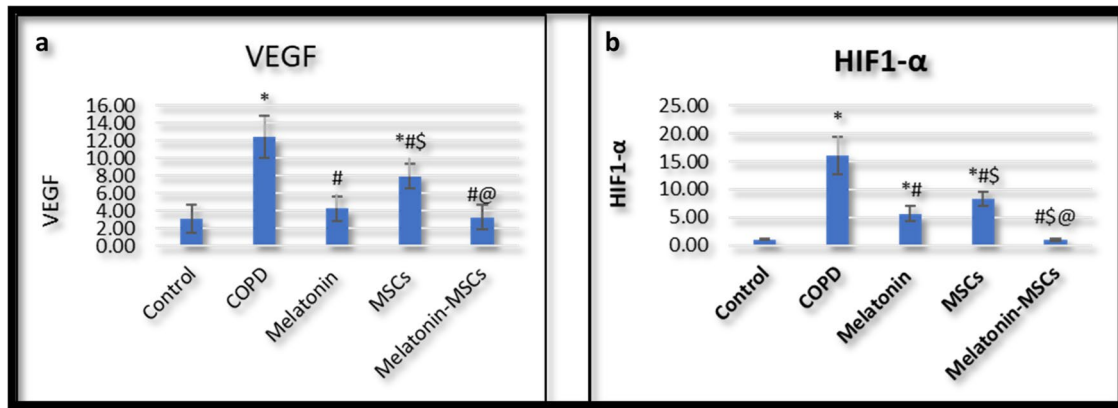 a
VEGF
VEGF
16.00
14.00
12.00
10.00
8.00
6.00
4.00
2.00
0.00
*
#
*#$
#@
Control
COPD
Melatonin
MSCs
Melatonin-MSCs
b
HIF1-α
HIF1-α
25.00
20.00
15.00
10.00
5.00
0.00
*
*#
*#$
#$@
Control
COPD
Melatonin
MSCs
Melatonin-MSCs